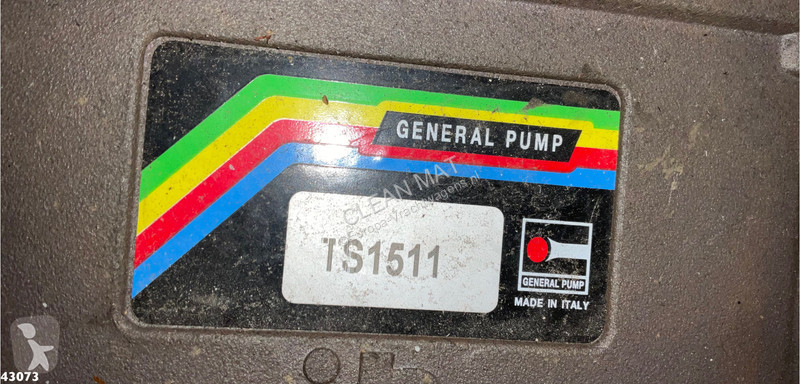 GENERAL PUMP
CLEAN MAT
TS1511
GENERAL PUMP
MADE IN ITALY
43073